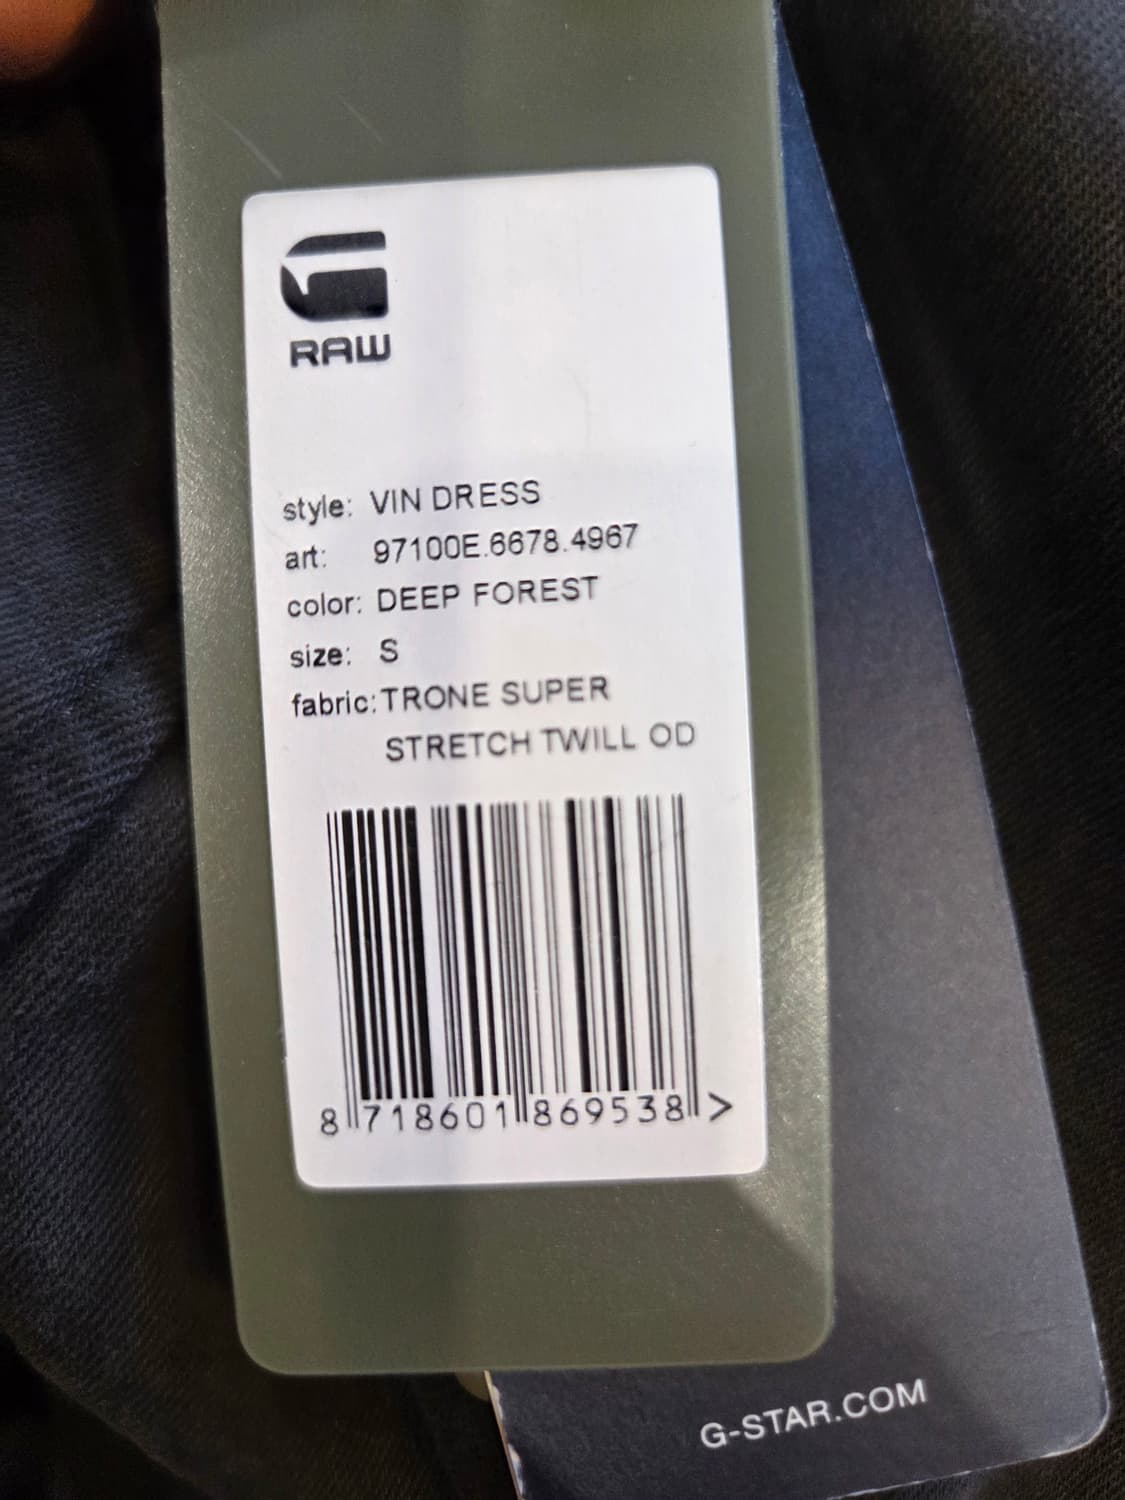 RAW
style: VIN DRESS
art: 97100E.6678.4967
color: DEEP FOREST
size: S
fabric: TRONE SUPER
STRETCH TWILL OD
8 718601 869538 >
G-STAR.COM